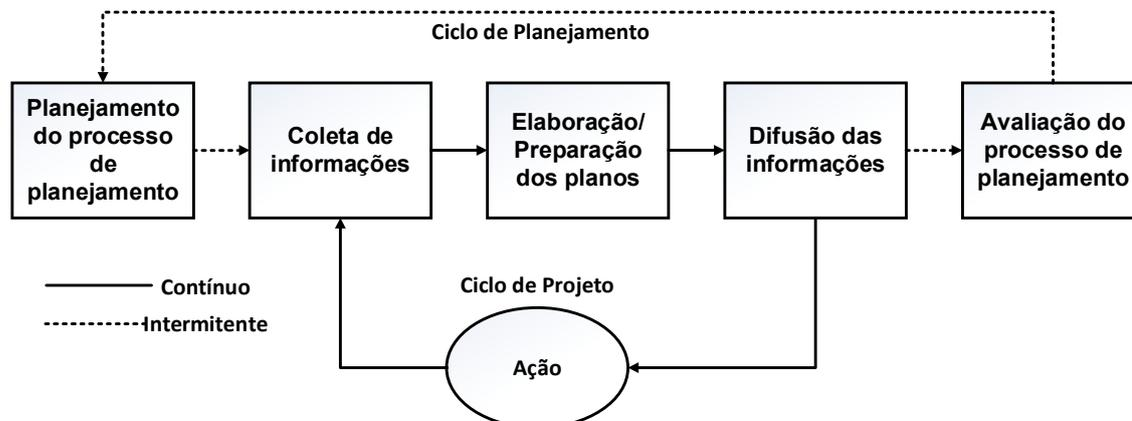 Ciclo de Planejamento
Planejamento
do processo
de
planejamento
Coleta de
informações
Elaboração/
Preparação
dos planos
Difusão das
informações
Avaliação do
processo de
planejamento
Contínuo
Intermitente
Ciclo de Projeto
Ação